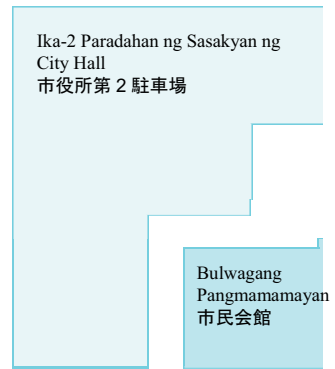 Ika-2 Paradahan ng Sasakyan ng
City Hall
市役所第2駐車場
Bulwagang
Pangmamamayan
市民会館